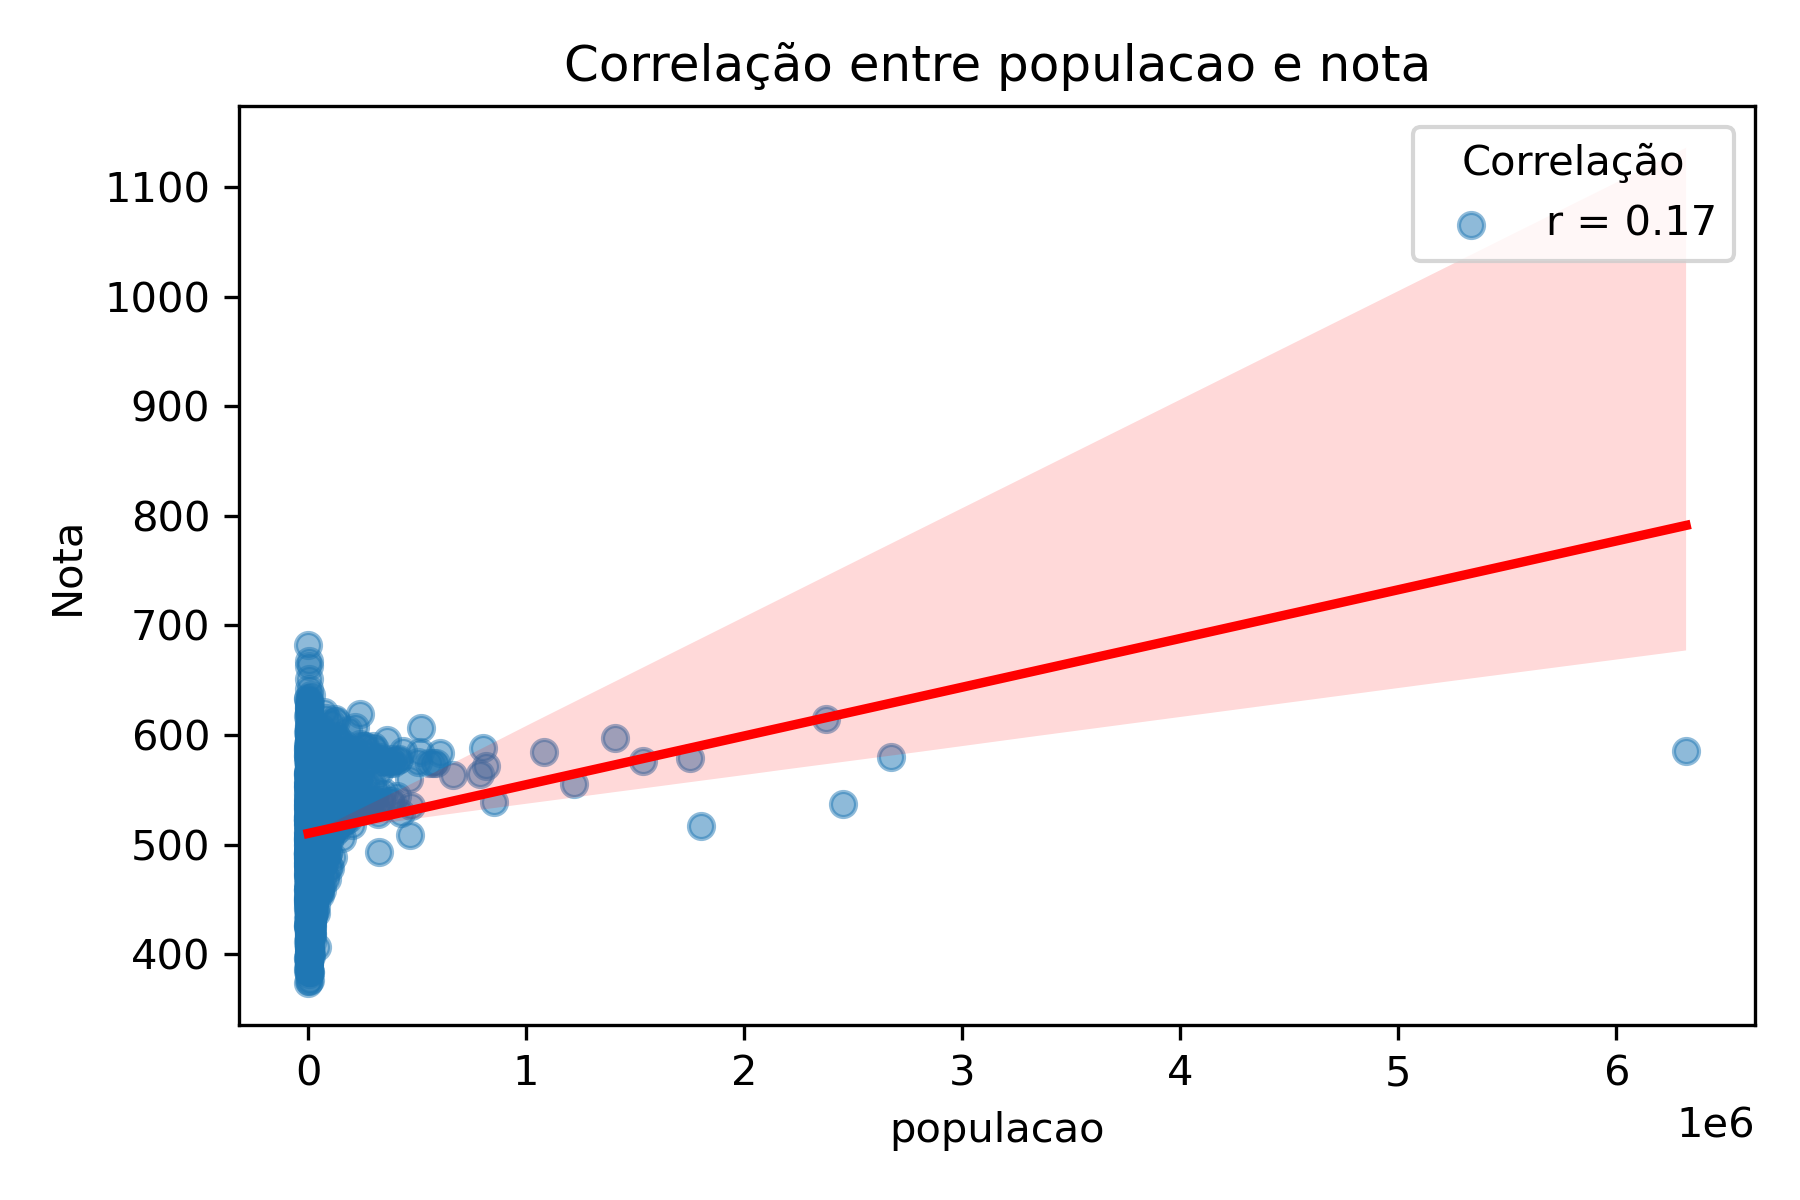 Correlação entre populacao e nota
Correlação
r = 0.17
Nota
1100
1000
900
800
700
600
500
400
0 1 2 3 4 5 6
1e6
populacao